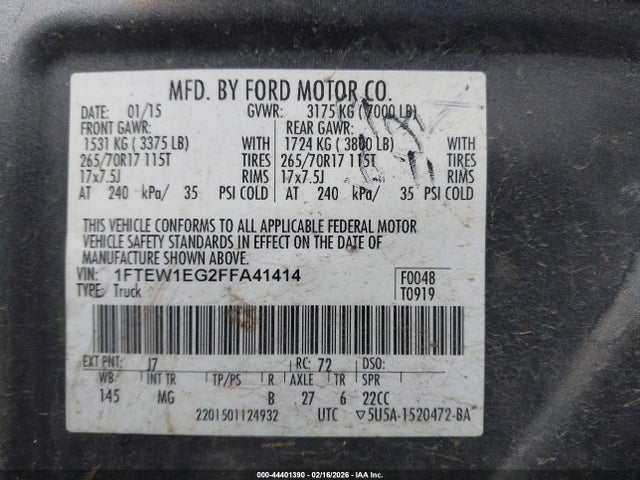 MFD. BY FORD MOTOR CO.
DATE: 01/15 GVWR: 3175 KG ( 7000 LB)
FRONT GAWR: REAR GAWR:
1531 KG ( 3375 LB) WITH 1724 KG ( 3800 LB) WITH
265/70R17 115T TIRES 265/70R17 115T TIRES
17x7.5J RIMS 17x7.5J RIMS
AT 240 kPa/ 35 PSI COLD AT 240 kPa/ 35 PSI COLD
THIS VEHICLE CONFORMS TO ALL APPLICABLE FEDERAL MOTOR
VEHICLE SAFETY STANDARDS IN EFFECT ON THE DATE OF
MANUFACTURE SHOWN ABOVE.
VIN: 1FTEW1EG2FFA41414 F0048
TYPE: Truck T0919
EXT PNT: J7 RC: 72 DSO:
WB INT TR TP/PS R AXLE TR SPR
145 MG B 27 6 22CC
2201501124932 UTC ▽5U5A-1520472-BA
000-44401390 - 02/16/2026 - IAA Inc.